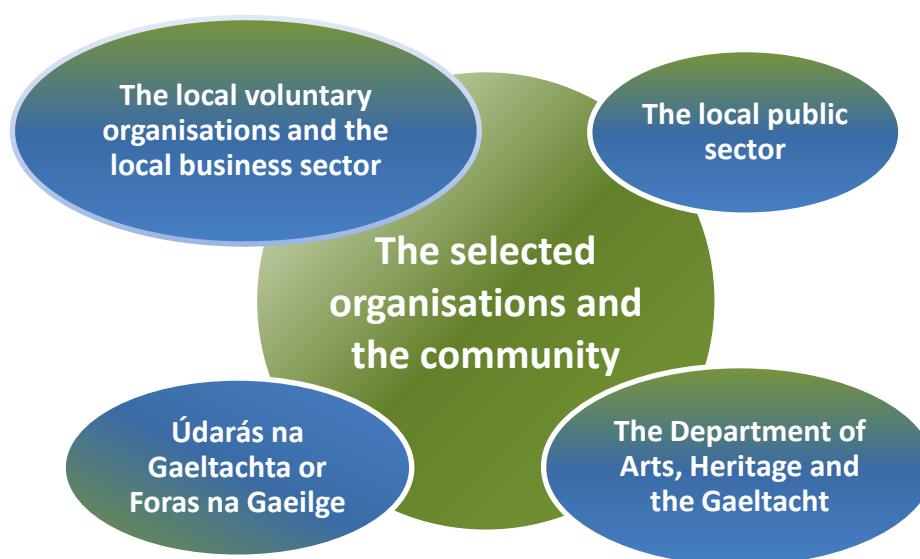 The local voluntary
organisations and the
local business sector
The local public
sector
The selected
organisations and
the community
Údarás na
Gaeltachta or
Foras na Gaeilge
The Department of
Arts, Heritage and
the Gaeltacht